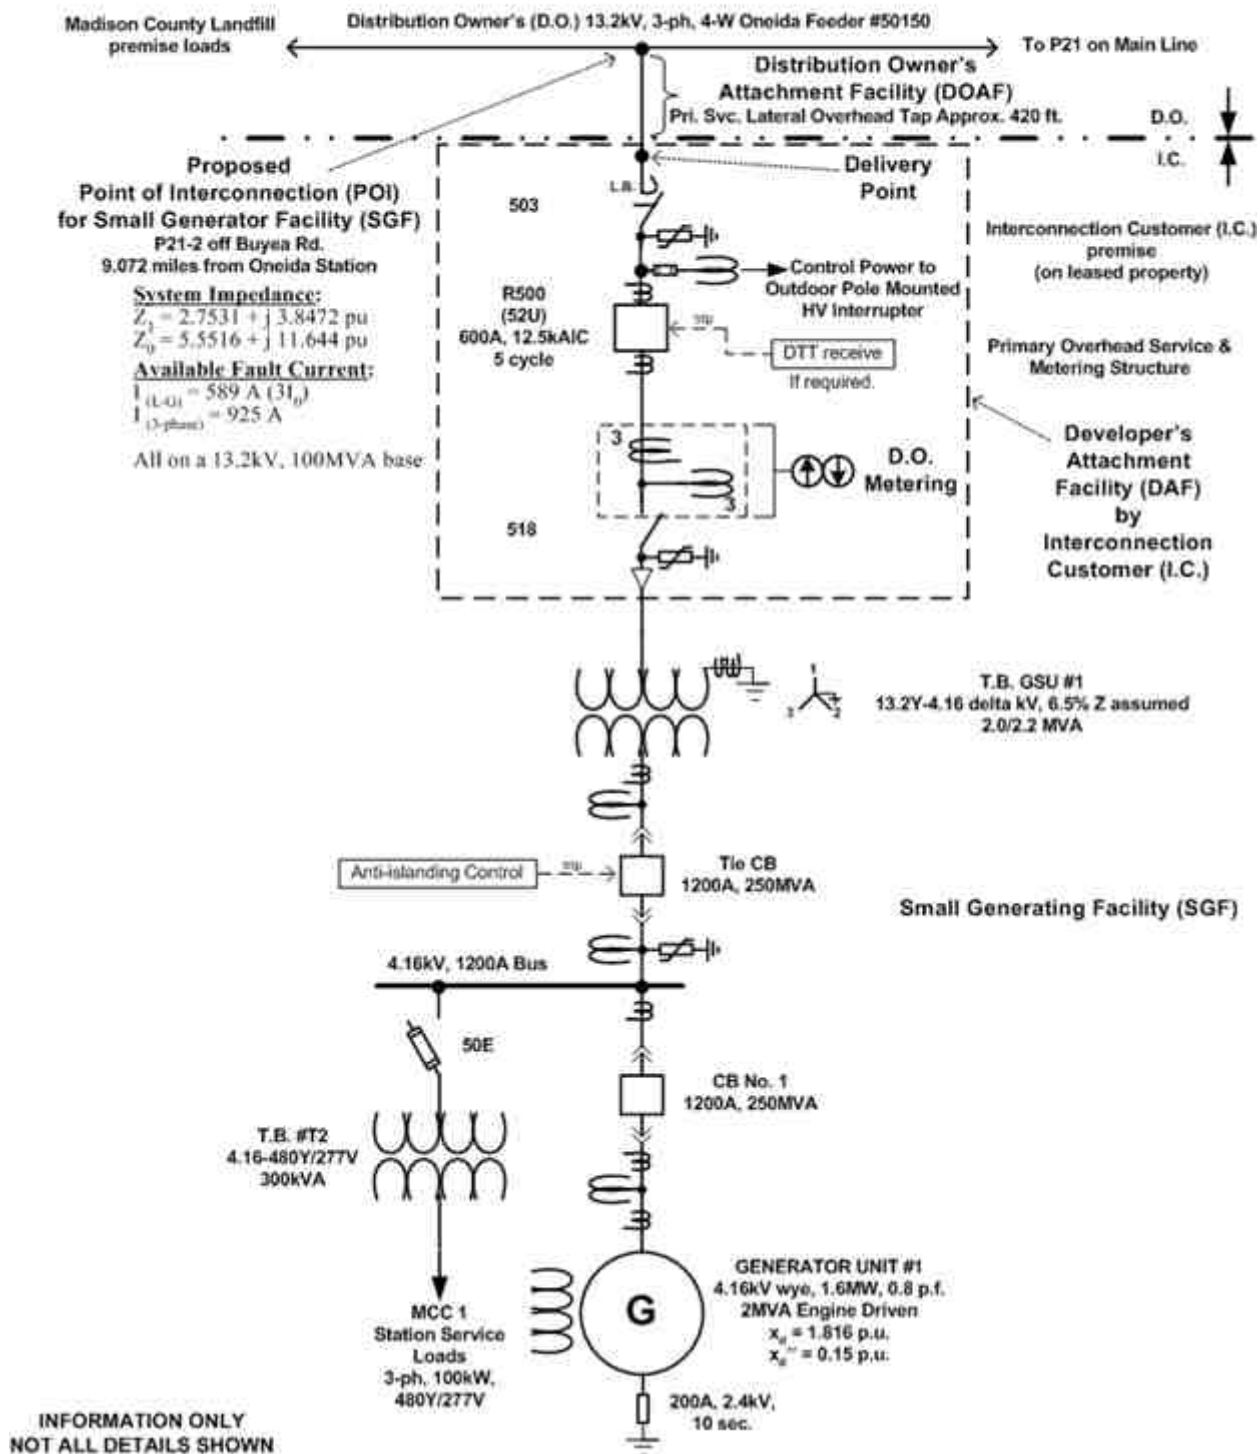 Madison County Landfill
premise loads
Distribution Owner's (D.O.) 13.2kV, 3-ph, 4-W Oneida Feeder #50150
To P21 on Main Line
Distribution Owner's
Attachment Facility (DOAF)
Pri. Svc. Lateral Overhead Tap Approx. 420 ft.
D.O.
I.C.
Proposed
Point of Interconnection (POI)
for Small Generator Facility (SGF)
P21-2 off Buyea Rd.
9.072 miles from Oneida Station
System Impedance:
Z1 = 2.7531 + j 3.8472 pu
Z0 = 5.5516 + j 11.644 pu
Available Fault Current:
I (L-G) = 589 A (3I0)
I (3-phase) = 925 A
All on a 13.2kV, 100MVA base
Delivery
Point
L.B.
503
Control Power to
Outdoor Pole Mounted
HV Interrupter
R500
(52U)
600A, 12.5kAIC
5 cycle
trip
DTT receive
If required.
Interconnection Customer (I.C.)
premise
(on leased property)
Primary Overhead Service &
Metering Structure
3
3
D.O.
Metering
518
Developer's
Attachment
Facility (DAF)
by
Interconnection
Customer (I.C.)
1
3
2
T.B. GSU #1
13.2Y-4.16 delta kV, 6.5% Z assumed
2.0/2.2 MVA
Anti-islanding Control
trip
Tie CB
1200A, 250MVA
Small Generating Facility (SGF)
4.16kV, 1200A Bus
50E
CB No. 1
1200A, 250MVA
T.B. #T2
4.16-480Y/277V
300kVA
MCC 1
Station Service
Loads
3-ph, 100kW,
480Y/277V
G
GENERATOR UNIT #1
4.16kV wye, 1.6MW, 0.8 p.f.
2MVA Engine Driven
xd = 1.816 p.u.
xd'' = 0.15 p.u.
200A, 2.4kV,
10 sec.
INFORMATION ONLY
NOT ALL DETAILS SHOWN